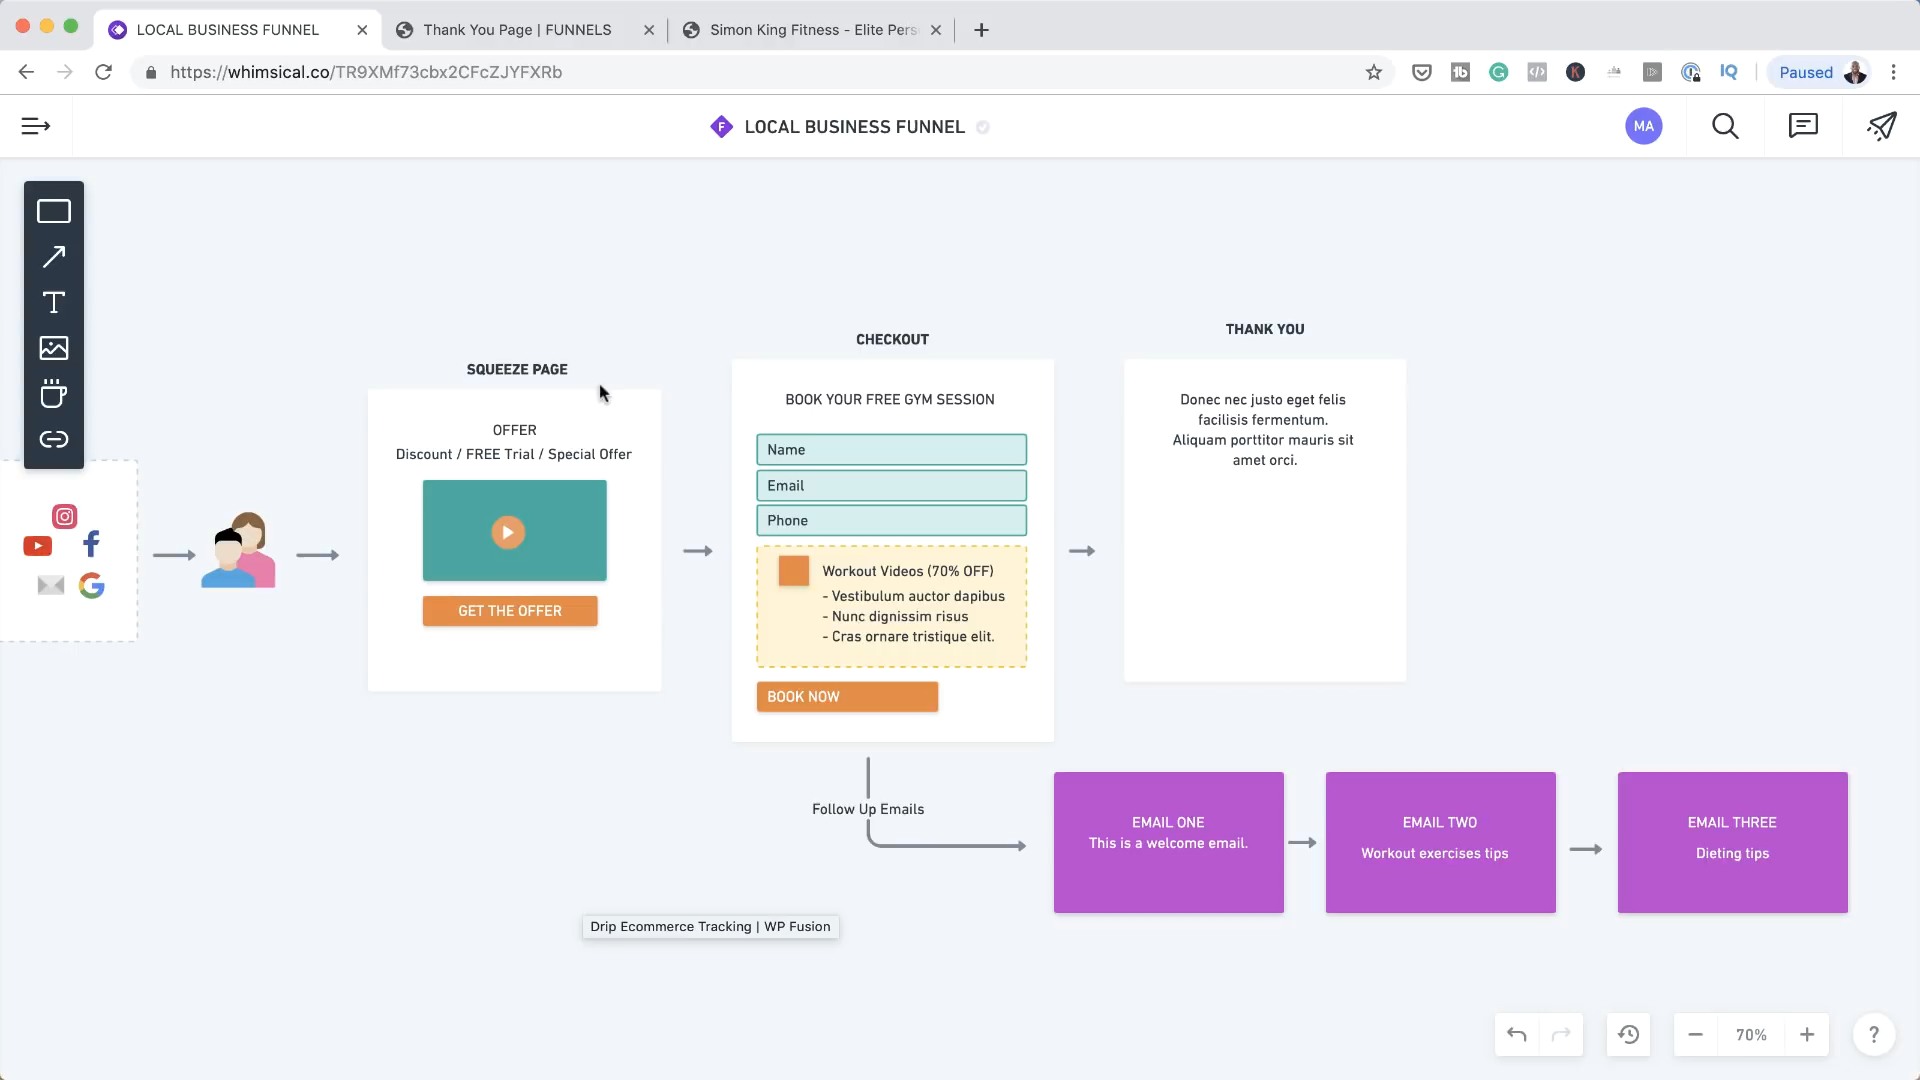 LOCAL BUSINESS FUNNEL
Thank You Page | FUNNELS
Simon King Fitness - Elite Pers
https://whimsical.co/TR9XMf73cbx2CFcZJYFXRb
Paused
F
LOCAL BUSINESS FUNNEL
MA
SQUEEZE PAGE
OFFER
Discount / FREE Trial / Special Offer
GET THE OFFER
CHECKOUT
BOOK YOUR FREE GYM SESSION
Name
Email
Phone
Workout Videos (70% OFF)
- Vestibulum auctor dapibus
- Nunc dignissim risus
- Cras ornare tristique elit.
BOOK NOW
THANK YOU
Donec nec justo eget felis
facilisis fermentum.
Aliquam porttitor mauris sit
amet orci.
Follow Up Emails
EMAIL ONE
This is a welcome email.
EMAIL TWO
Workout exercises tips
EMAIL THREE
Dieting tips
Drip Ecommerce Tracking | WP Fusion
70%